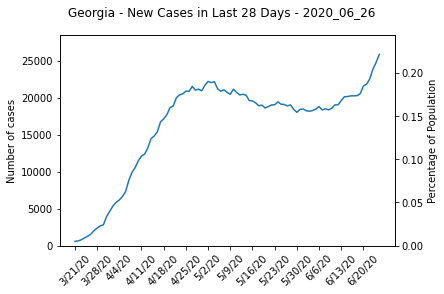 Georgia - New Cases in Last 28 Days - 2020_06_26
Number of cases
25000
20000
15000
10000
5000
0
0.20
0.15
0.10
0.05
0.00
Percentage of Population
3/21/20 3/28/20 4/4/20 4/11/20 4/18/20 4/25/20 5/2/20 5/9/20 5/16/20 5/23/20 5/30/20 6/6/20 6/13/20 6/20/20